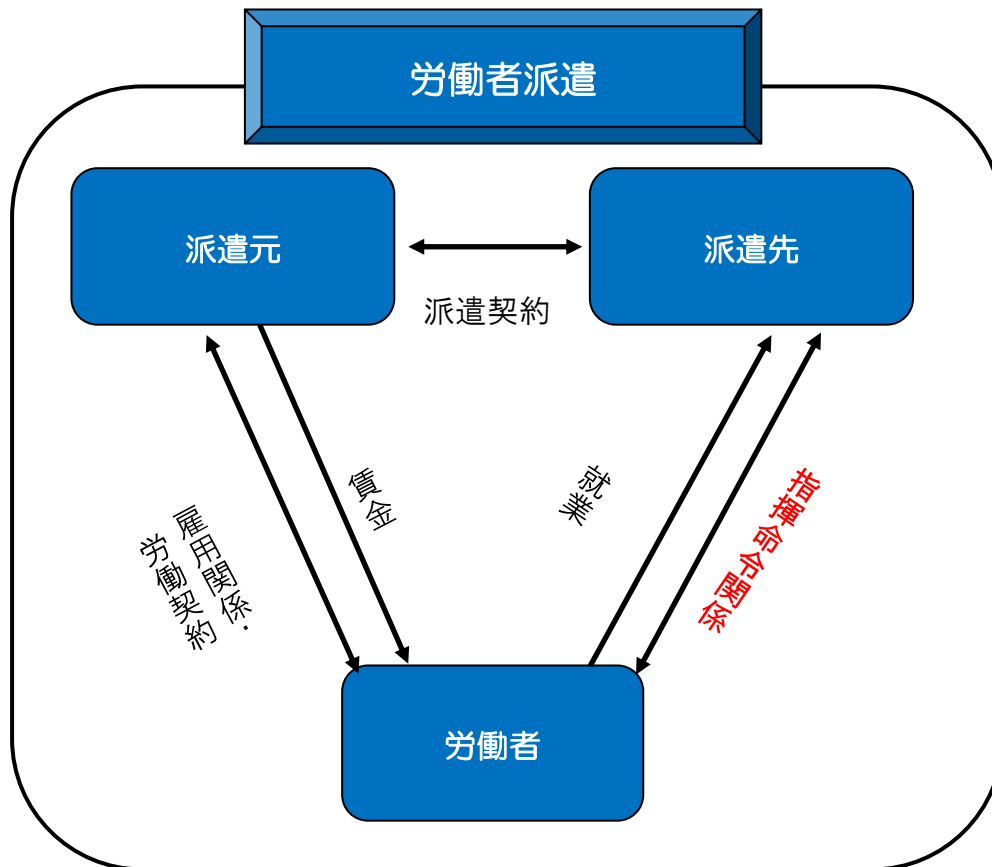 労働者派遣
派遣元
派遣先
派遣契約
雇用関係・
労働契約
賃金
就業
指揮命令関係
労働者